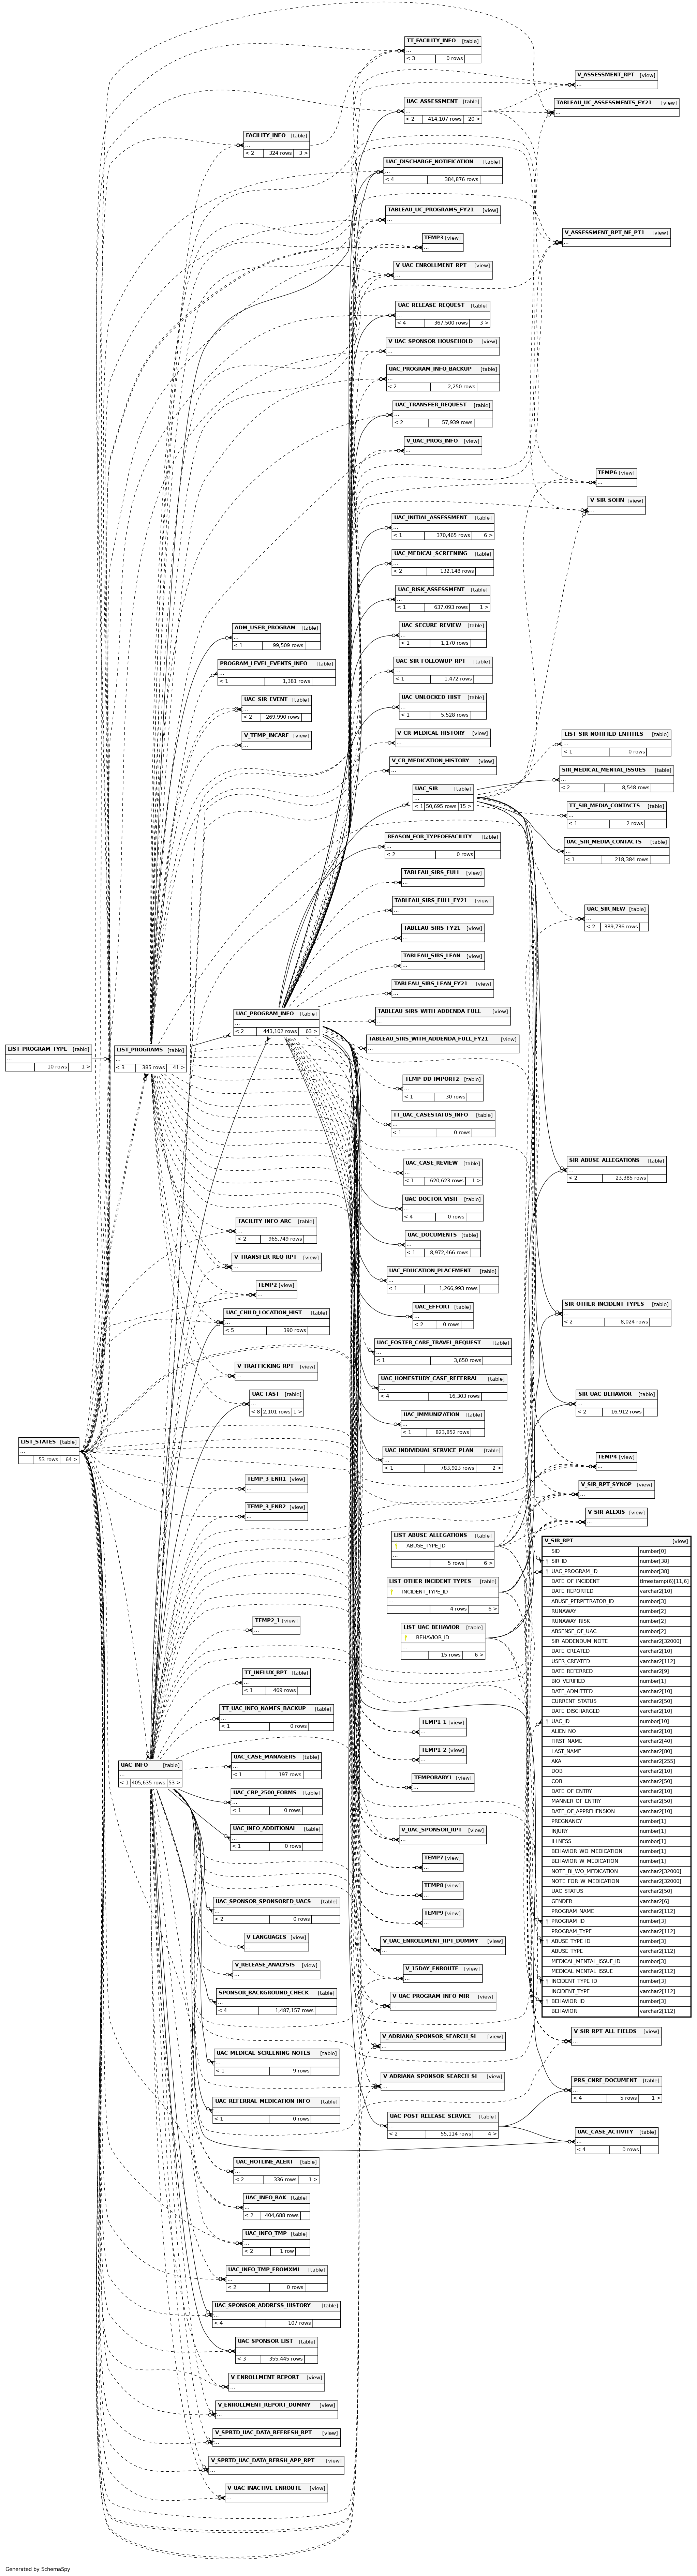 TT_FACILITY_INFO [table]
...
< 3 0 rows
V_ASSESSMENT_RPT [view]
...
UAC_ASSESSMENT [table]
...
< 2 414,107 rows 20 >
TABLEAU_UC_ASSESSMENTS_FY21 [view]
...
FACILITY_INFO [table]
...
< 2 324 rows 3 >
UAC_DISCHARGE_NOTIFICATION [table]
...
< 4 384,876 rows
TABLEAU_UC_PROGRAMS_FY21 [view]
...
TEMP3 [view]
...
V_ASSESSMENT_RPT_NF_PT1 [view]
...
V_UAC_ENROLLMENT_RPT [view]
...
UAC_RELEASE_REQUEST [table]
...
< 4 367,500 rows 3 >
V_UAC_SPONSOR_HOUSEHOLD [view]
...
UAC_PROGRAM_INFO_BACKUP [table]
...
< 2 2,250 rows
UAC_TRANSFER_REQUEST [table]
...
< 2 57,939 rows
V_UAC_PROG_INFO [view]
...
TEMP6 [view]
...
V_SIR_SOHN [view]
...
UAC_INITIAL_ASSESSMENT [table]
...
< 1 370,465 rows 6 >
UAC_MEDICAL_SCREENING [table]
...
< 2 132,148 rows
UAC_RISK_ASSESSMENT [table]
...
< 1 637,093 rows 1 >
UAC_SECURE_REVIEW [table]
...
< 1 1,170 rows
ADM_USER_PROGRAM [table]
...
< 1 99,509 rows
PROGRAM_LEVEL_EVENTS_INFO [table]
...
< 1 1,381 rows
UAC_SIR_FOLLOWUP_RPT [table]
...
< 1 1,472 rows
UAC_SIR_EVENT [table]
...
< 2 269,990 rows
UAC_UNLOCKED_HIST [table]
...
< 1 5,528 rows
V_TEMP_INCARE [view]
...
V_CR_MEDICAL_HISTORY [view]
...
LIST_SIR_NOTIFIED_ENTITIES [table]
...
< 1 0 rows
V_CR_MEDICATION_HISTORY [view]
...
SIR_MEDICAL_MENTAL_ISSUES [table]
...
< 2 8,548 rows
UAC_SIR [table]
...
< 1 50,695 rows 15 >
TT_SIR_MEDIA_CONTACTS [table]
...
< 1 2 rows
REASON_FOR_TYPEOFFACILITY [table]
...
< 2 0 rows
UAC_SIR_MEDIA_CONTACTS [table]
...
< 1 218,384 rows
TABLEAU_SIRS_FULL [view]
...
TABLEAU_SIRS_FULL_FY21 [view]
...
UAC_SIR_NEW [table]
...
< 2 389,736 rows
TABLEAU_SIRS_FY21 [view]
...
TABLEAU_SIRS_LEAN [view]
...
TABLEAU_SIRS_LEAN_FY21 [view]
...
UAC_PROGRAM_INFO [table]
...
< 2 443,102 rows 63 >
TABLEAU_SIRS_WITH_ADDENDA_FULL [view]
...
TABLEAU_SIRS_WITH_ADDENDA_FULL_FY21 [view]
...
LIST_PROGRAM_TYPE [table]
...
10 rows 1 >
LIST_PROGRAMS [table]
...
< 3 385 rows 41 >
TEMP_DD_IMPORT2 [table]
...
< 1 30 rows
TT_UAC_CASESTATUS_INFO [table]
...
< 1 0 rows
UAC_CASE_REVIEW [table]
...
< 1 620,623 rows 1 >
SIR_ABUSE_ALLEGATIONS [table]
...
< 2 23,385 rows
UAC_DOCTOR_VISIT [table]
...
< 4 0 rows
FACILITY_INFO_ARC [table]
...
< 2 965,749 rows
UAC_DOCUMENTS [table]
...
< 1 8,972,466 rows
V_TRANSFER_REQ_RPT [view]
...
UAC_EDUCATION_PLACEMENT [table]
...
< 1 1,266,993 rows
TEMP2 [view]
...
UAC_CHILD_LOCATION_HIST [table]
...
< 5 390 rows
UAC_EFFORT [table]
...
< 2 0 rows
SIR_OTHER_INCIDENT_TYPES [table]
...
< 2 8,024 rows
UAC_FOSTER_CARE_TRAVEL_REQUEST [table]
...
< 1 3,650 rows
V_TRAFFICKING_RPT [view]
...
UAC_HOMESTUDY_CASE_REFERRAL [table]
...
< 4 16,303 rows
UAC_FAST [table]
...
< 8 2,101 rows 1 >
SIR_UAC_BEHAVIOR [table]
...
< 2 16,912 rows
UAC_IMMUNIZATION [table]
...
< 1 823,852 rows
LIST_STATES [table]
...
53 rows 64 >
UAC_INDIVIDUAL_SERVICE_PLAN [table]
...
< 1 783,923 rows 2 >
TEMP4 [view]
...
TEMP_3_ENR1 [view]
...
V_SIR_RPT_SYNOP [view]
...
TEMP_3_ENR2 [view]
...
V_SIR_ALEXIS [view]
...
LIST_ABUSE_ALLEGATIONS [table]
ABUSE_TYPE_ID
...
5 rows 6 >
LIST_OTHER_INCIDENT_TYPES [table]
INCIDENT_TYPE_ID
...
4 rows 6 >
LIST_UAC_BEHAVIOR [table]
BEHAVIOR_ID
...
15 rows 6 >
V_SIR_RPT [view]
SID number[0]
SIR_ID number[38]
UAC_PROGRAM_ID number[38]
DATE_OF_INCIDENT timestamp(6)[11,6]
DATE_REPORTED varchar2[10]
ABUSE_PERPETRATOR_ID number[3]
RUNAWAY number[2]
RUNAWAY_RISK number[2]
ABSENSE_OF_UAC number[2]
SIR_ADDENDUM_NOTE varchar2[32000]
DATE_CREATED varchar2[10]
USER_CREATED varchar2[112]
DATE_REFERRED varchar2[9]
BIO_VERIFIED number[1]
DATE_ADMITTED varchar2[10]
CURRENT_STATUS varchar2[50]
DATE_DISCHARGED varchar2[10]
UAC_ID number[10]
ALIEN_NO varchar2[10]
FIRST_NAME varchar2[40]
LAST_NAME varchar2[80]
AKA varchar2[255]
DOB varchar2[10]
COB varchar2[50]
DATE_OF_ENTRY varchar2[10]
MANNER_OF_ENTRY varchar2[50]
DATE_OF_APPREHENSION varchar2[10]
PREGNANCY number[1]
INJURY number[1]
ILLNESS number[1]
BEHAVIOR_WO_MEDICATION number[1]
BEHAVIOR_W_MEDICATION number[1]
NOTE_BI_WO_MEDICATION varchar2[32000]
NOTE_FOR_W_MEDICATION varchar2[32000]
UAC_STATUS varchar2[50]
GENDER varchar2[6]
PROGRAM_NAME varchar2[112]
PROGRAM_ID number[3]
PROGRAM_TYPE varchar2[112]
ABUSE_TYPE_ID number[3]
ABUSE_TYPE varchar2[112]
MEDICAL_MENTAL_ISSUE_ID number[3]
MEDICAL_MENTAL_ISSUE varchar2[112]
INCIDENT_TYPE_ID number[3]
INCIDENT_TYPE varchar2[112]
BEHAVIOR_ID number[3]
BEHAVIOR varchar2[112]
TEMP2_1 [view]
...
TT_INFLUX_RPT [table]
< 1 469 rows
TT_UAC_INFO_NAMES_BACKUP [table]
...
< 1 0 rows
TEMP1_1 [view]
...
TEMP1_2 [view]
...
UAC_INFO [table]
...
< 1 405,635 rows 53 >
UAC_CASE_MANAGERS [table]
...
< 1 197 rows
TEMPORARY1 [view]
...
UAC_CBP_2500_FORMS [table]
...
< 1 0 rows
UAC_INFO_ADDITIONAL [table]
...
< 1 0 rows
V_UAC_SPONSOR_RPT [view]
...
TEMP7 [view]
...
TEMP8 [view]
...
UAC_SPONSOR_SPONSORED_UACS [table]
...
< 2 0 rows
TEMP9 [view]
...
V_LANGUAGES [view]
...
V_UAC_ENROLLMENT_RPT_DUMMY [view]
...
V_RELEASE_ANALYSIS [view]
...
V_15DAY_ENROUTE [view]
...
SPONSOR_BACKGROUND_CHECK [table]
...
< 4 1,487,157 rows
V_UAC_PROGRAM_INFO_MIR [view]
...
V_SIR_RPT_ALL_FIELDS [view]
...
V_ADRIANA_SPONSOR_SEARCH_SL [view]
...
UAC_MEDICAL_SCREENING_NOTES [table]
...
< 1 9 rows
V_ADRIANA_SPONSOR_SEARCH_SI [view]
...
PRS_CNRE_DOCUMENT [table]
...
< 4 5 rows 1 >
UAC_REFERRAL_MEDICATION_INFO [table]
...
< 1 0 rows
UAC_POST_RELEASE_SERVICE [table]
...
< 2 55,114 rows 4 >
UAC_CASE_ACTIVITY [table]
...
< 4 0 rows
UAC_HOTLINE_ALERT [table]
...
< 2 336 rows 1 >
UAC_INFO_BAK [table]
...
< 2 404,688 rows
UAC_INFO_TMP [table]
...
< 2 1 row
UAC_INFO_TMP_FROMXML [table]
...
< 2 0 rows
UAC_SPONSOR_ADDRESS_HISTORY [table]
...
< 4 107 rows
UAC_SPONSOR_LIST [table]
...
< 3 355,445 rows
V_ENROLLMENT_REPORT [view]
...
V_ENROLLMENT_REPORT_DUMMY [view]
...
V_SPRTD_UAC_DATA_REFRESH_RPT [view]
...
V_SPRTD_UAC_DATA_RFRSH_APP_RPT [view]
...
V_UAC_INACTIVE_ENROUTE [view]
...
Generated by SchemaSpy